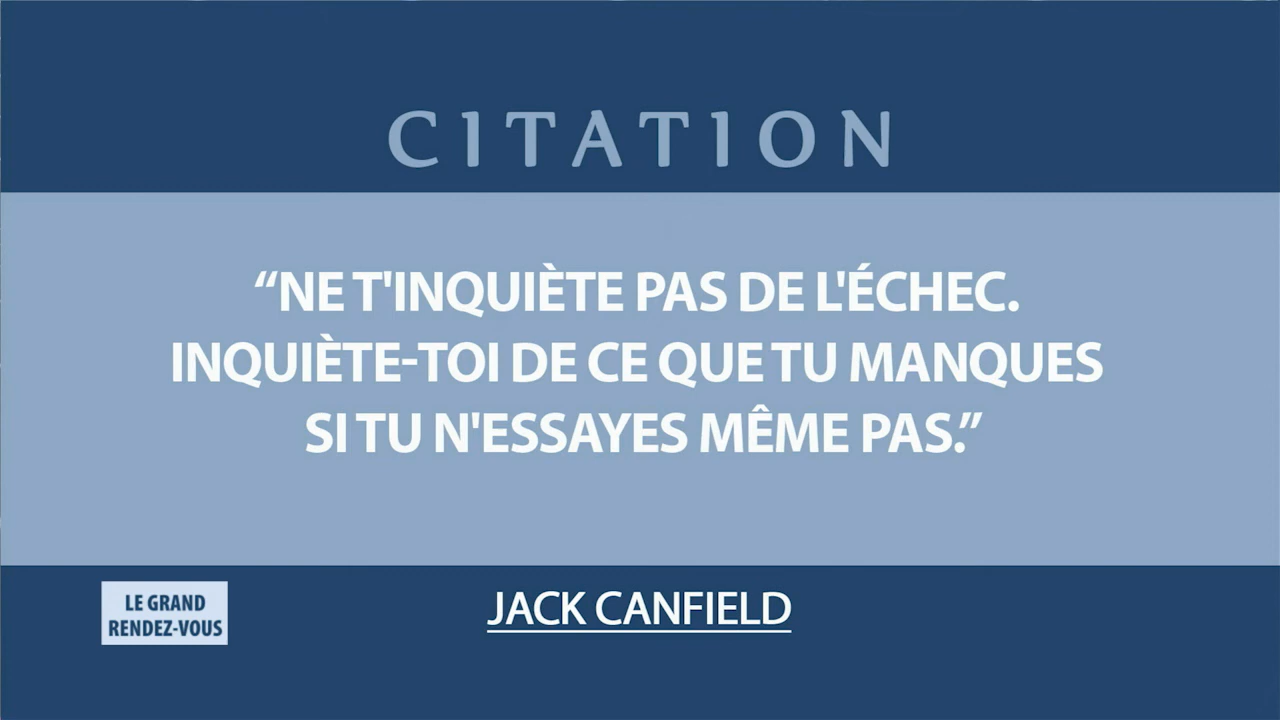 CITATION
“NE T'INQUIÈTE PAS DE L'ÉCHEC.
INQUIÈTE-TOI DE CE QUE TU MANQUES
SI TU N'ESSAYES MÊME PAS.”
JACK CANFIELD
LE GRAND
RENDEZ-VOUS